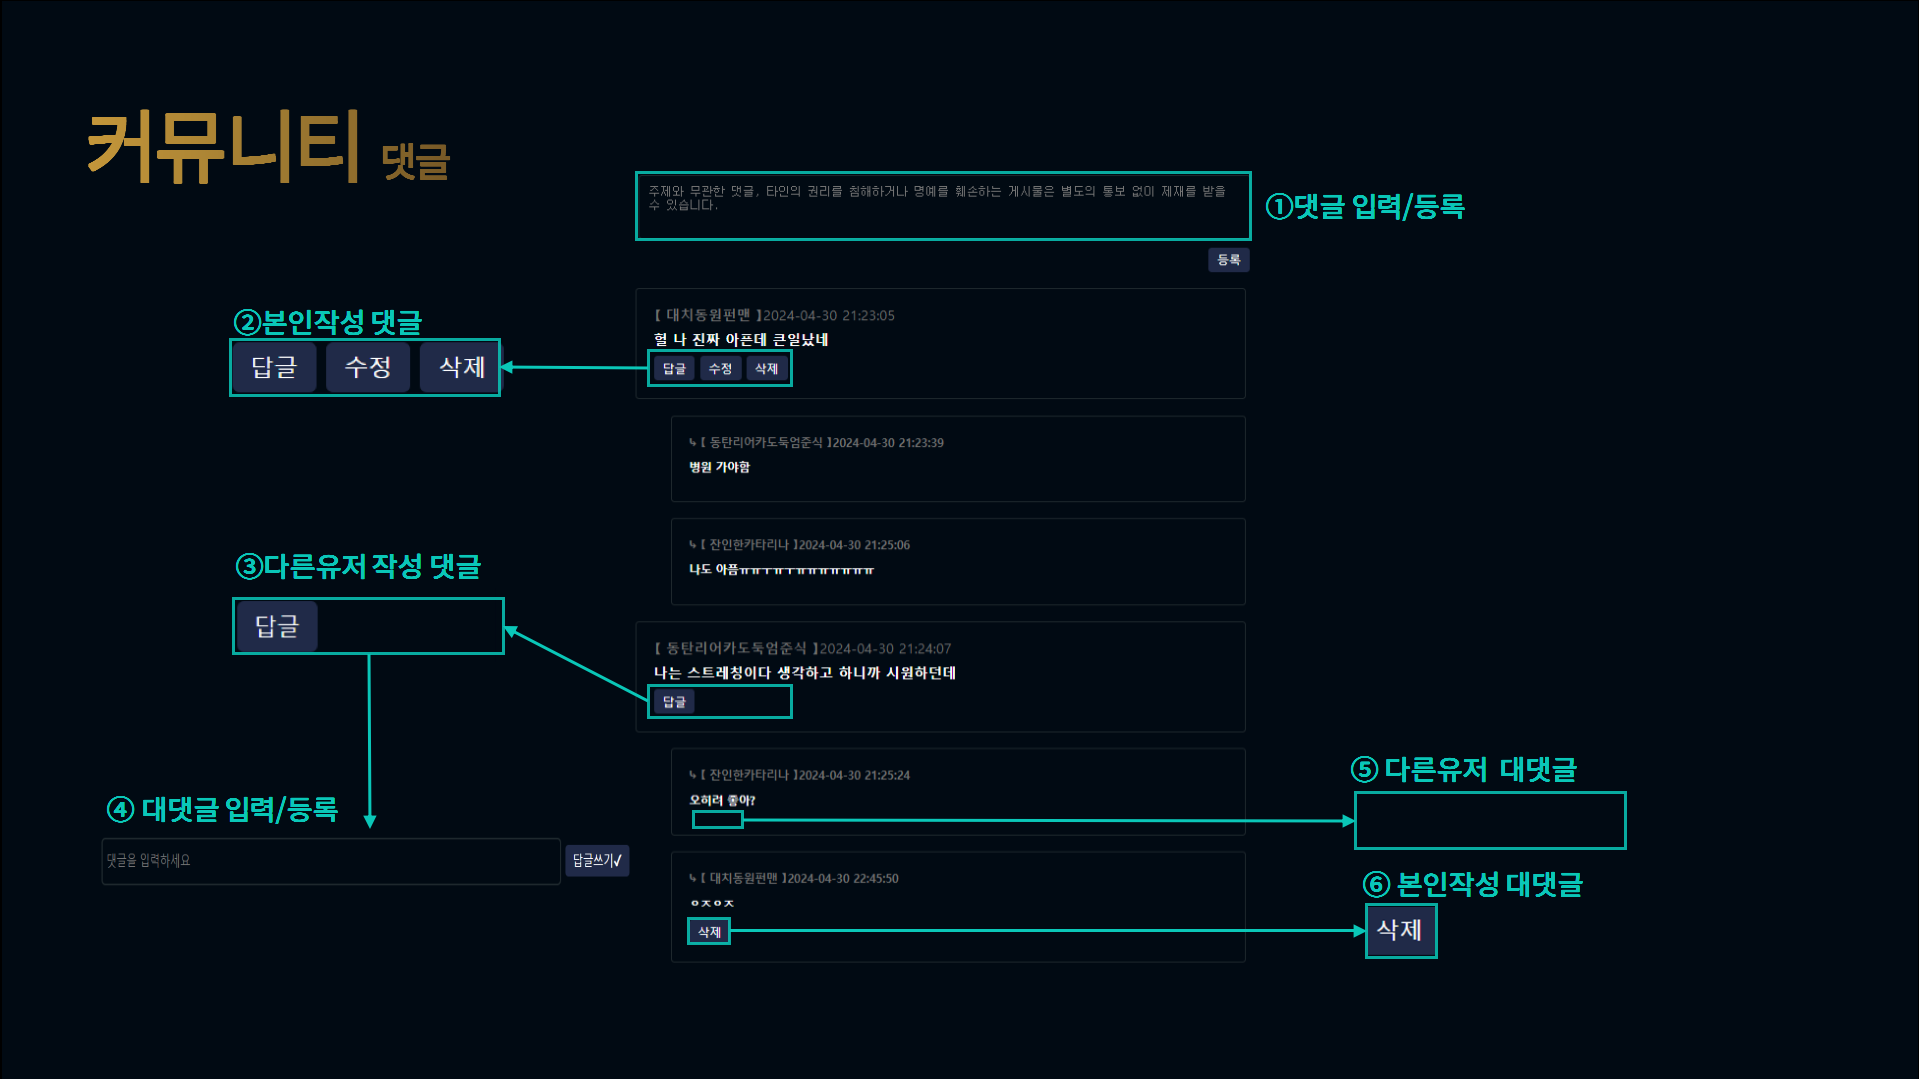 커뮤니티 댓글
주제와 무관한 댓글, 타인의 권리를 침해하거나 명예를 훼손하는 게시물은 별도의 통보 없이 제재를 받을
수 있습니다.
①댓글 입력/등록
등록
②본인작성 댓글
답글 수정 삭제
【 대치동원펀맨 】2024-04-30 21:23:05
헐 나 진짜 아픈데 큰일났네
답글 수정 삭제
↳【 동탄리어카도둑엄준식 】2024-04-30 21:23:39
병원 가야함
↳【 잔인한카타리나 】2024-04-30 21:25:06
나도 아픔ㅠㅠㅜㅠㅜㅠㅠㅠㅠㅠㅠㅠ
③다른유저 작성 댓글
답글
【 동탄리어카도둑엄준식 】2024-04-30 21:24:07
나는 스트레칭이다 생각하고 하니까 시원하던데
답글
↳【 잔인한카타리나 】2024-04-30 21:25:24
오히려 좋아?
⑤ 다른유저 대댓글
④ 대댓글 입력/등록
댓글을 입력하세요
답글쓰기✓
↳【 대치동원펀맨 】2024-04-30 22:45:50
ㅇㅈㅇㅈ
삭제
⑥ 본인작성 대댓글
삭제